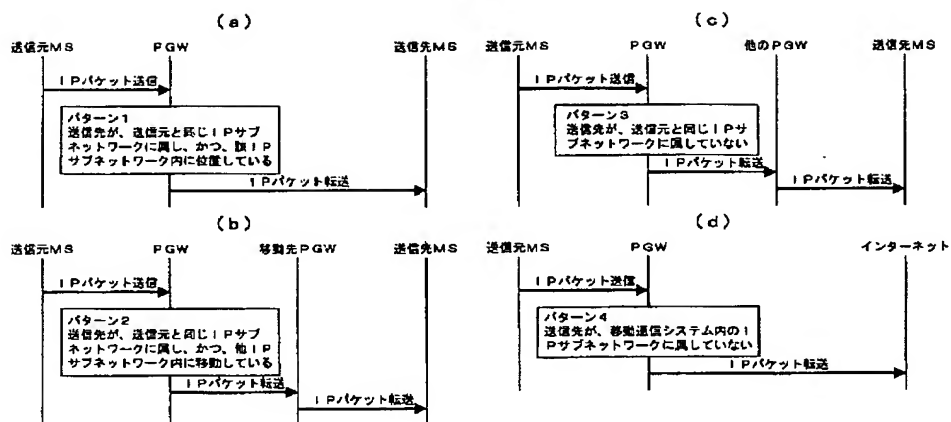 (a)
送信元MS PGW 送信先MS
IPパケット送信
パターン1
送信先が、送信元と同じIPサブ
ネットワークに属し、かつ、該IP
サブネットワーク内に位置している
IPパケット転送
(b)
送信元MS PGW 移動先PGW 送信先MS
IPパケット送信
パターン2
送信先が、送信元と同じIPサブ
ネットワークに属し、かつ、他IP
サブネットワーク内に移動している
IPパケット転送
IPパケット転送
(c)
送信元MS PGW 他のPGW 送信先MS
IPパケット送信
パターン3
送信先が、送信元と同じIPサ
ブネットワークに属していない
IPパケット転送
IPパケット転送
(d)
送信元MS PGW インターネット
IPパケット送信
パターン4
送信先が、移動通信システム内のI
Pサブネットワークに属していない
IPパケット転送